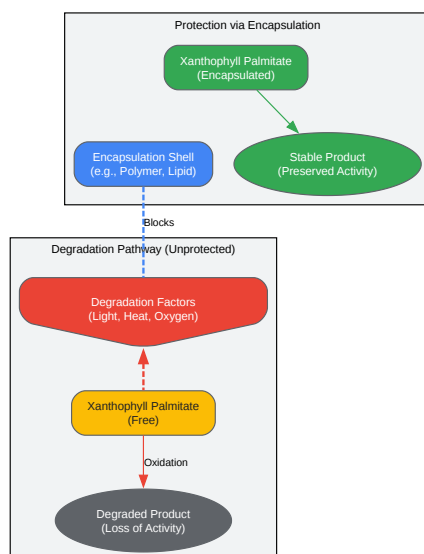 Protection via Encapsulation
Xanthophyll Palmitate
(Encapsulated)
Encapsulation Shell
(e.g., Polymer, Lipid)
Stable Product
(Preserved Activity)
Blocks
Degradation Pathway (Unprotected)
Degradation Factors
(Light, Heat, Oxygen)
Xanthophyll Palmitate
(Free)
Oxidation
Degraded Product
(Loss of Activity)